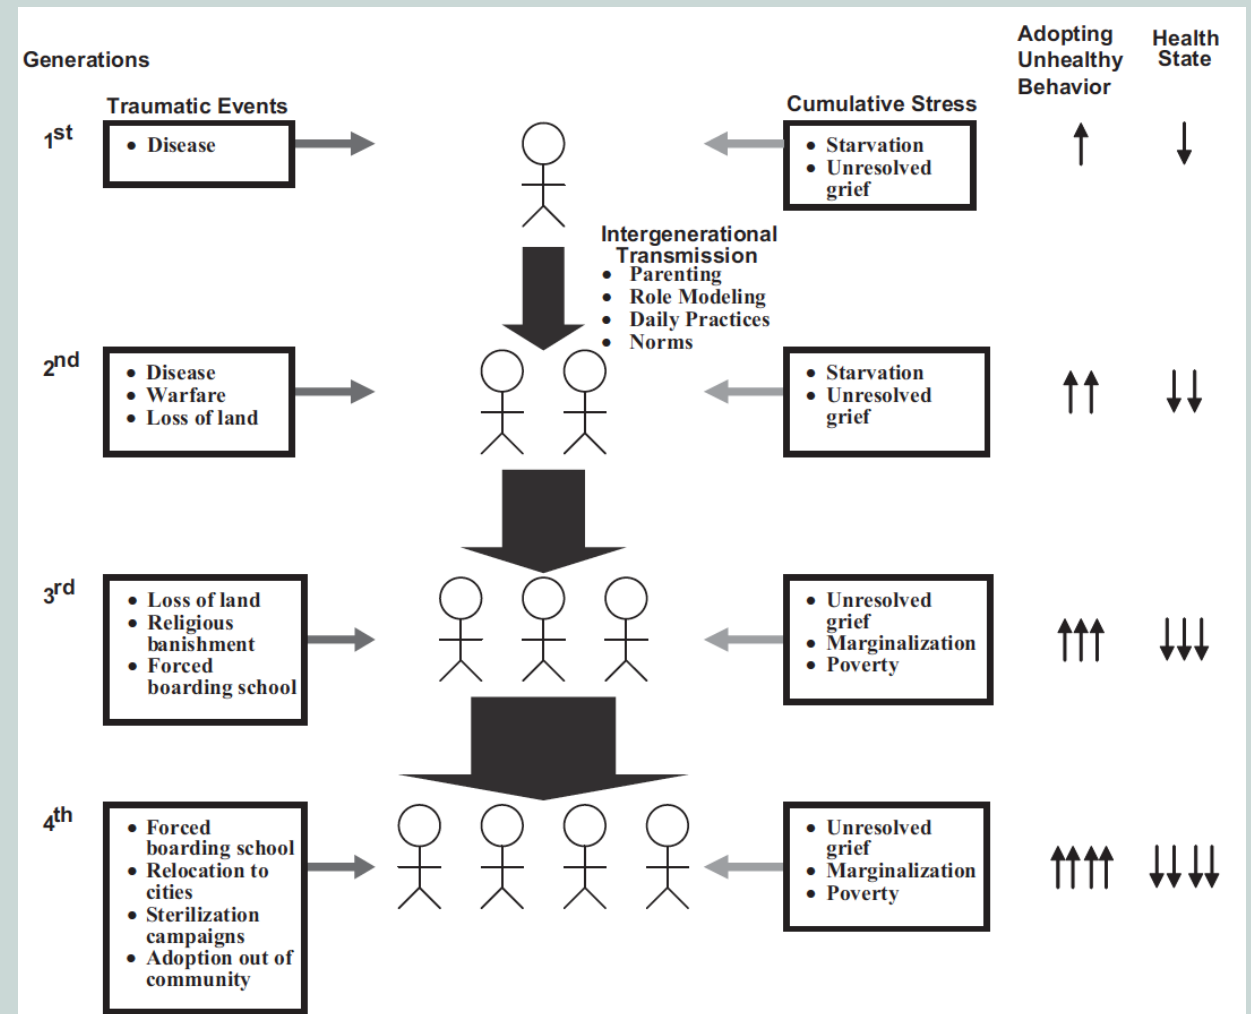 Generations
Adopting
Unhealthy
Behavior
Health
State
Traumatic Events
Cumulative Stress
1st
• Disease
• Starvation
• Unresolved
grief
Intergenerational
Transmission
• Parenting
• Role Modeling
• Daily Practices
• Norms
2nd
• Disease
• Warfare
• Loss of land
• Starvation
• Unresolved
grief
3rd
• Loss of land
• Religious
banishment
• Forced
boarding school
• Unresolved
grief
• Marginalization
• Poverty
4th
• Forced
boarding school
• Relocation to
cities
• Sterilization
campaigns
• Adoption out of
community
• Unresolved
grief
• Marginalization
• Poverty